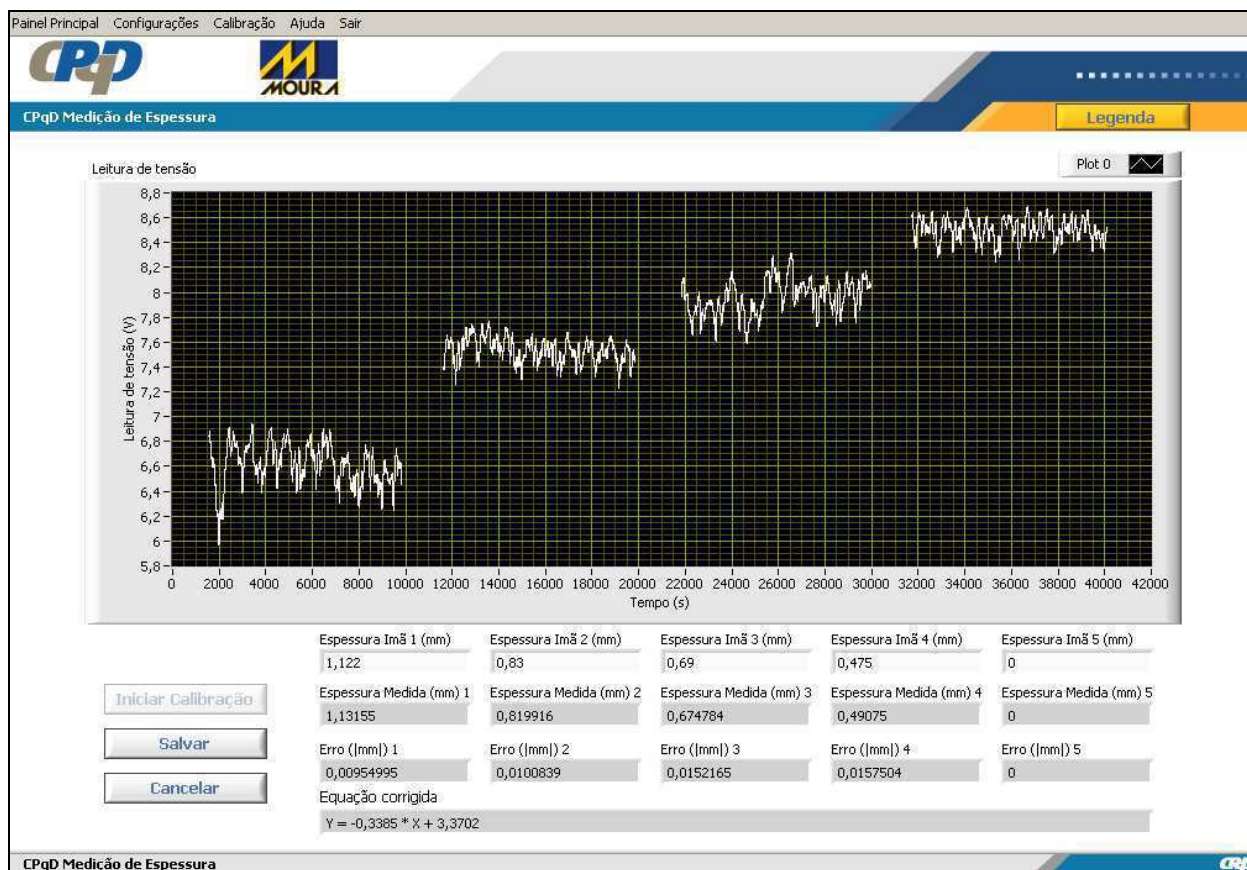 Painel Principal Configurações Calibração Ajuda Sair
CPqD
MOURA
CPqD Medição de Espessura
Legenda
Leitura de tensão
Plot 0
Leitura de tensão (V)
8,8
8,6
8,4
8,2
8
7,8
7,6
7,4
7,2
7
6,8
6,6
6,4
6,2
6
5,8
0 2000 4000 6000 8000 10000 12000 14000 16000 18000 20000 22000 24000 26000 28000 30000 32000 34000 36000 38000 40000 42000
Tempo (s)
Espessura Imã 1 (mm) Espessura Imã 2 (mm) Espessura Imã 3 (mm) Espessura Imã 4 (mm) Espessura Imã 5 (mm)
1,122 0,83 0,69 0,475 0
Iniciar Calibração
Espessura Medida (mm) 1 Espessura Medida (mm) 2 Espessura Medida (mm) 3 Espessura Medida (mm) 4 Espessura Medida (mm) 5
1,13155 0,819916 0,674784 0,49075 0
Salvar
Erro (|mm|) 1 Erro (|mm|) 2 Erro (|mm|) 3 Erro (|mm|) 4 Erro (|mm|) 5
0,00954995 0,0100839 0,0152165 0,0157504 0
Cancelar
Equação corrigida
Y = -0,3385 * X + 3,3702
CPqD Medição de Espessura
CPqD